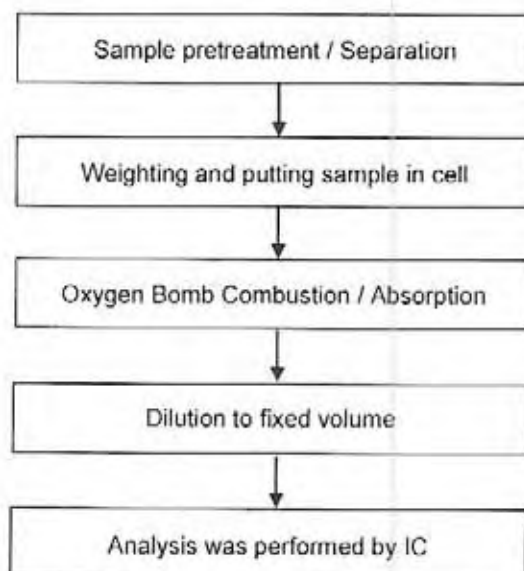 Sample pretreatment / Separation
Weighting and putting sample in cell
Oxygen Bomb Combustion / Absorption
Dilution to fixed volume
Analysis was performed by IC